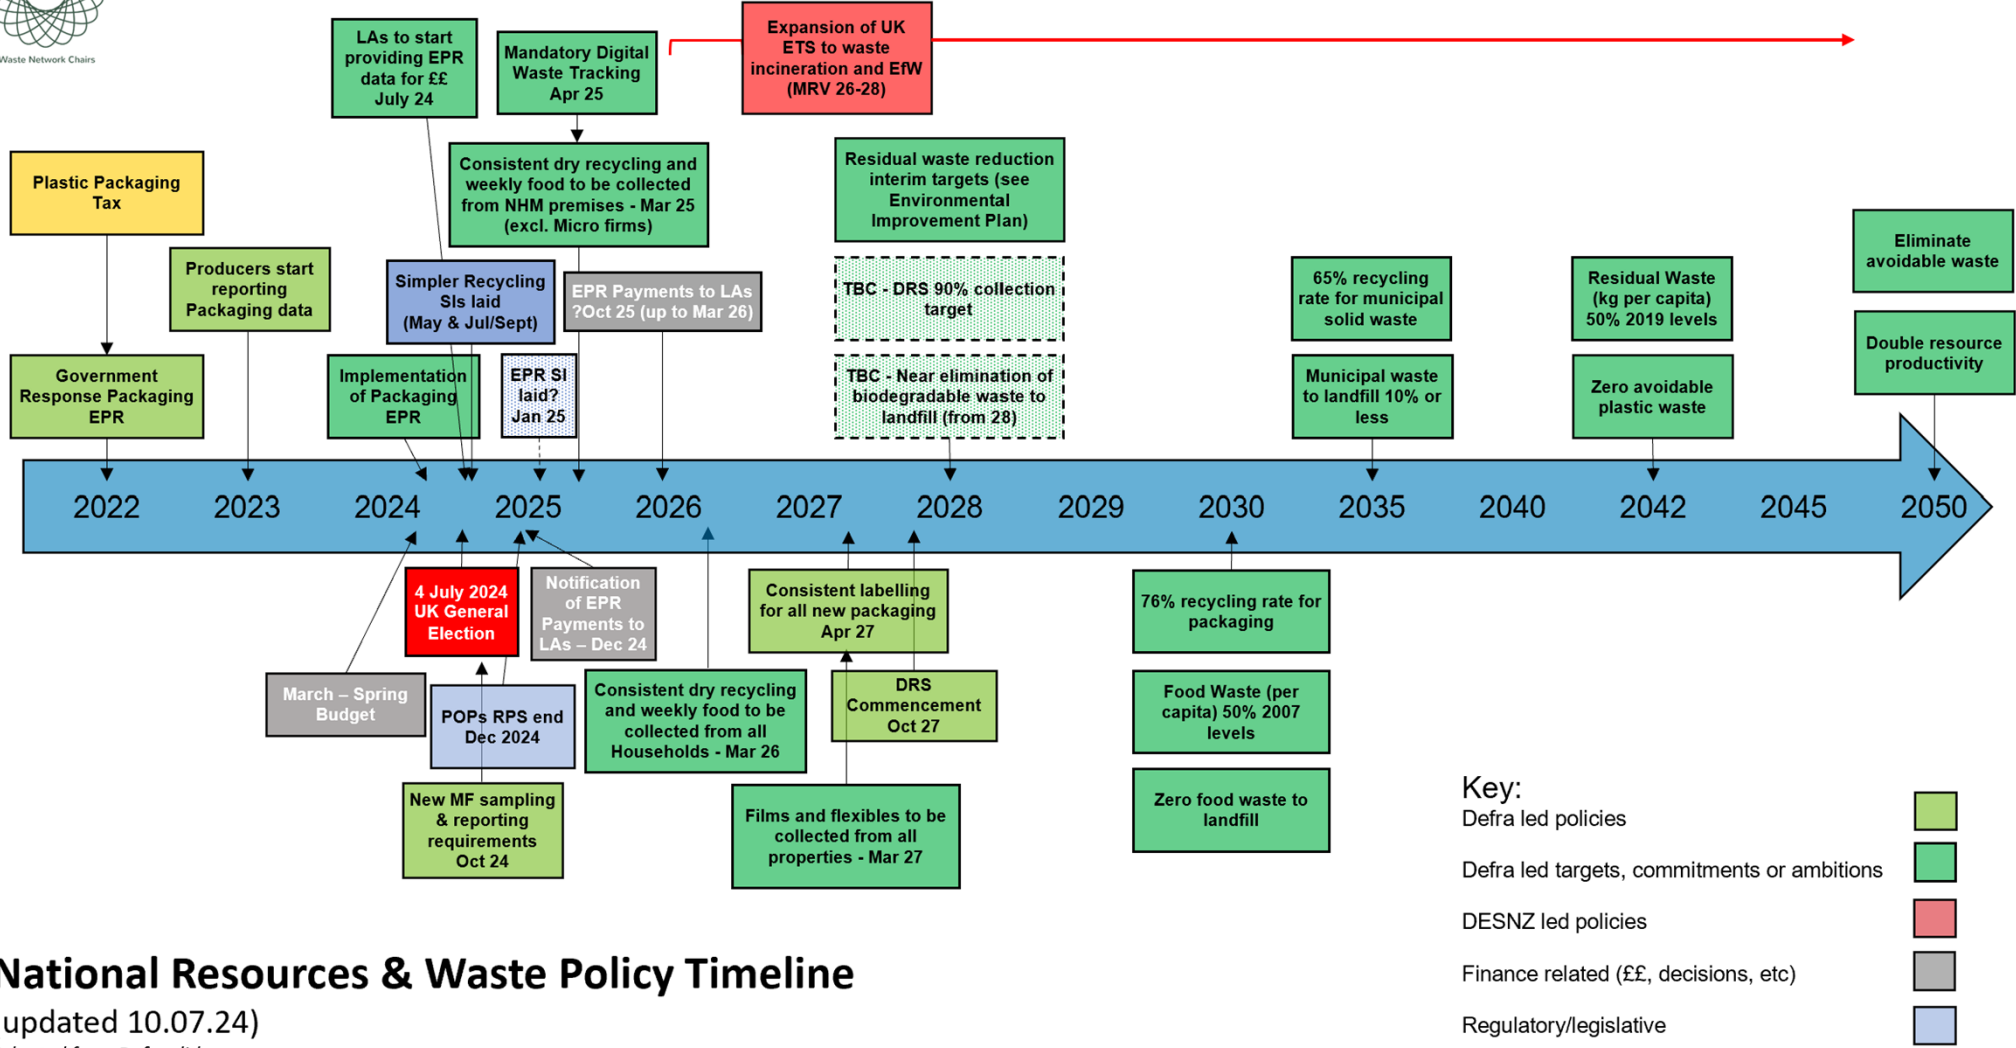 Waste Network Chairs
LAs to start
providing EPR
data for ££
July 24
Mandatory Digital
Waste Tracking
Apr 25
Expansion of UK
ETS to waste
incineration and EfW
(MRV 26-28)
Plastic Packaging
Tax
Consistent dry recycling and
weekly food to be collected
from NHM premises - Mar 25
(excl. Micro firms)
Residual waste reduction
interim targets (see
Environmental
Improvement Plan)
Producers start
reporting
Packaging data
Simpler Recycling
SIs laid
(May & Jul/Sept)
EPR Payments to LAs
?Oct 25 (up to Mar 26)
TBC - DRS 90% collection
target
65% recycling
rate for municipal
solid waste
Residual Waste
(kg per capita)
50% 2019 levels
Eliminate
avoidable waste
Government
Response Packaging
EPR
Implementation
of Packaging
EPR
EPR SI
laid?
Jan 25
TBC - Near elimination of
biodegradable waste to
landfill (from 28)
Municipal waste
to landfill 10% or
less
Zero avoidable
plastic waste
Double resource
productivity
2022 2023 2024 2025 2026 2027 2028 2029 2030 2035 2040 2042 2045 2050
4 July 2024
UK General
Election
Notification
of EPR
Payments to
LAs – Dec 24
Consistent labelling
for all new packaging
Apr 27
76% recycling rate for
packaging
March – Spring
Budget
POPs RPS end
Dec 2024
Consistent dry recycling
and weekly food to be
collected from all
Households - Mar 26
DRS
Commencement
Oct 27
Food Waste (per
capita) 50% 2007
levels
New MF sampling
& reporting
requirements
Oct 24
Films and flexibles to be
collected from all
properties - Mar 27
Zero food waste to
landfill
Key:
Defra led policies
Defra led targets, commitments or ambitions
DESNZ led policies
Finance related (££, decisions, etc)
Regulatory/legislative
National Resources & Waste Policy Timeline
updated 10.07.24)